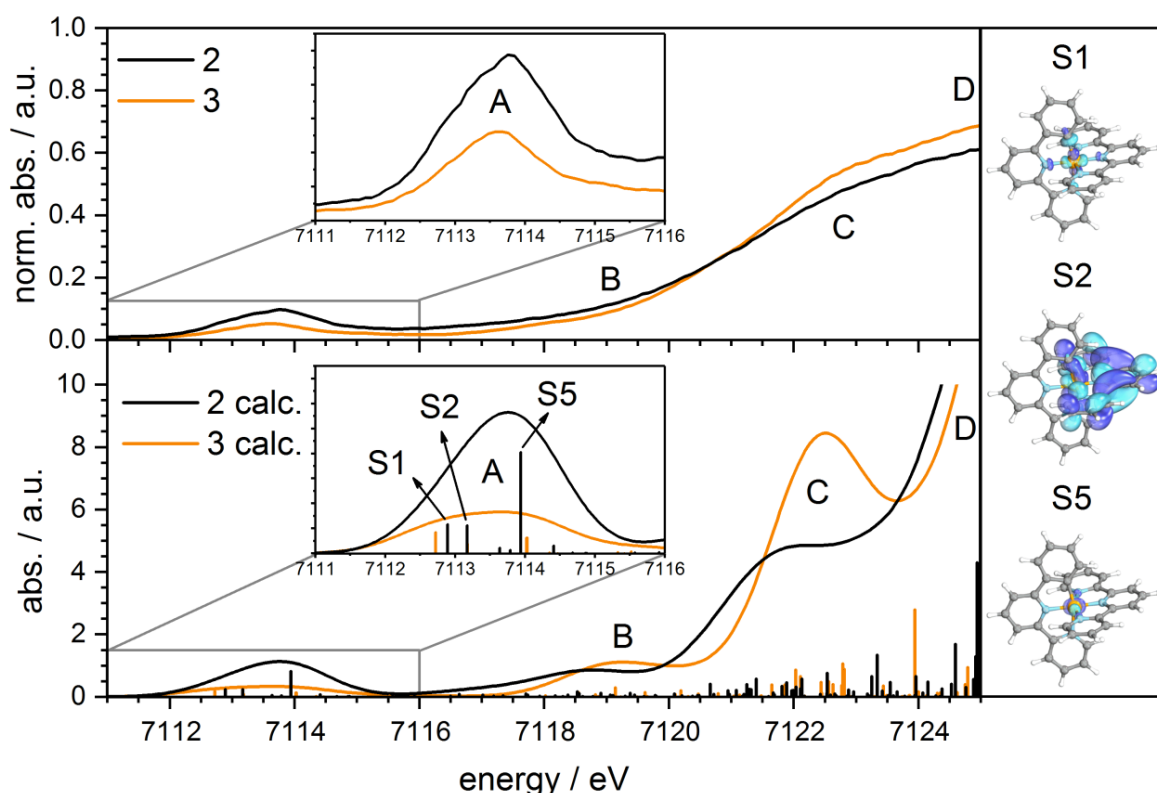 norm. abs. / a.u.
1.0
0.8
0.6
0.4
0.2
0.0
2
3
A
7111 7112 7113 7114 7115 7116
B
C
D
abs. / a.u.
10
8
6
4
2
0
2 calc.
3 calc.
S1
S2
S5
A
7111 7112 7113 7114 7115 7116
B
C
D
7112 7114 7116 7118 7120 7122 7124
energy / eV
S1
S2
S5